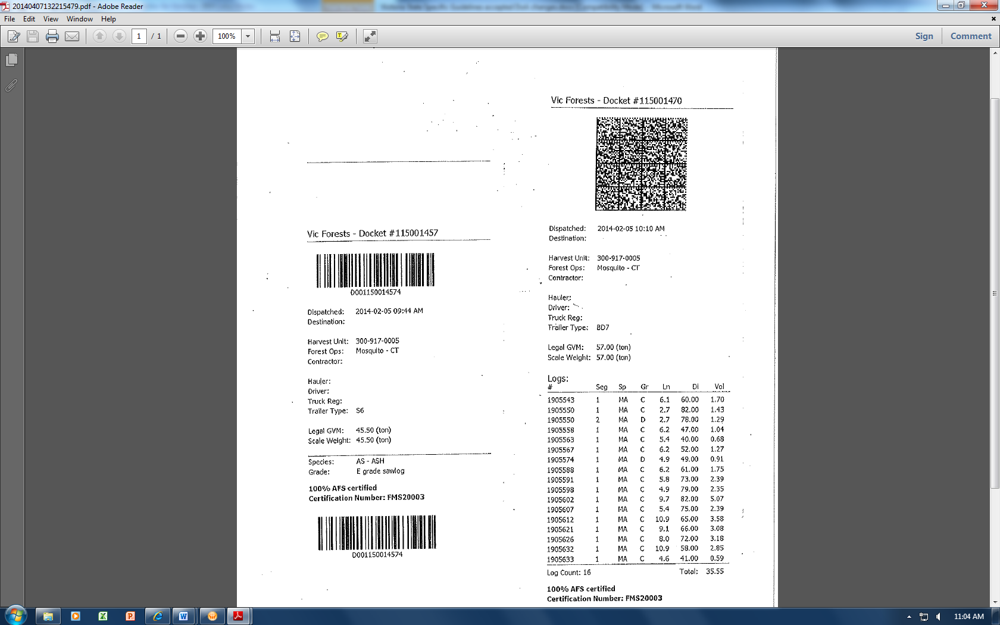 20140407132215479.pdf - Adobe Reader
File Edit View Window Help
1 / 1 100% Sign Comment
Vic Forests - Docket #115001457
D001150014574
Dispatched: 2014-02-05 09:44 AM
Destination:
Harvest Unit: 300-917-0005
Forest Ops: Mosquito - CT
Contractor:
Hauler:
Driver:
Truck Reg:
Trailer Type: S6
Legal GVM: 45.50 (ton)
Scale Weight: 45.50 (ton)
Species: AS - ASH
Grade: E grade sawlog
100% AFS certified
Certification Number: FMS20003
D001150014574
Vic Forests - Docket #115001470
Dispatched: 2014-02-05 10:10 AM
Destination:
Harvest Unit: 300-917-0005
Forest Ops: Mosquito - CT
Contractor:
Hauler:
Driver:
Truck Reg:
Trailer Type: BD7
Legal GVM: 57.00 (ton)
Scale Weight: 57.00 (ton)
Logs:
# Seg Sp Gr Ln Di Vol
1905543 1 MA C 6.1 60.00 1.70
1905550 1 MA C 2.7 82.00 1.43
1905550 2 MA D 2.7 78.00 1.29
1905558 1 MA C 6.2 47.00 1.04
1905563 1 MA C 5.4 40.00 0.68
1905567 1 MA C 6.2 52.00 1.27
1905574 1 MA D 4.9 49.00 0.91
1905588 1 MA C 6.2 61.00 1.75
1905591 1 MA C 5.8 73.00 2.39
1905598 1 MA C 4.9 79.00 2.35
1905602 1 MA C 9.7 82.00 5.07
1905607 1 MA C 5.4 75.00 2.39
1905612 1 MA C 10.9 65.00 3.58
1905621 1 MA C 9.1 66.00 3.08
1905626 1 MA C 8.0 72.00 3.18
1905632 1 MA C 10.9 58.00 2.85
1905633 1 MA C 4.6 41.00 0.59
Log Count: 16 Total: 35.55
100% AFS certified
Certification Number: FMS20003
11:04 AM